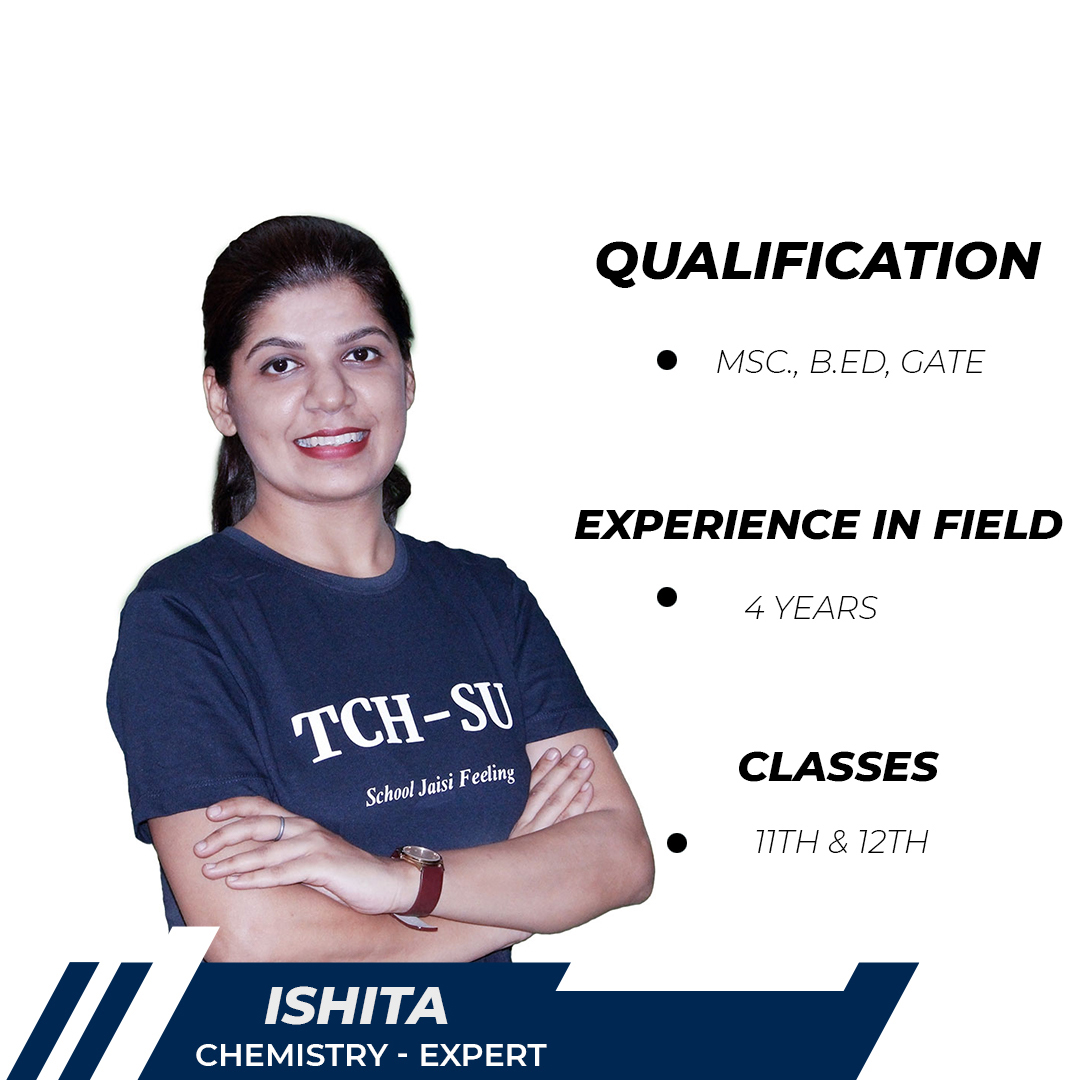 QUALIFICATION
MSC., B.ED, GATE
EXPERIENCE IN FIELD
4 YEARS
TCH-SU
School Jaisi Feeling
CLASSES
11TH & 12TH
ISHITA
CHEMISTRY - EXPERT